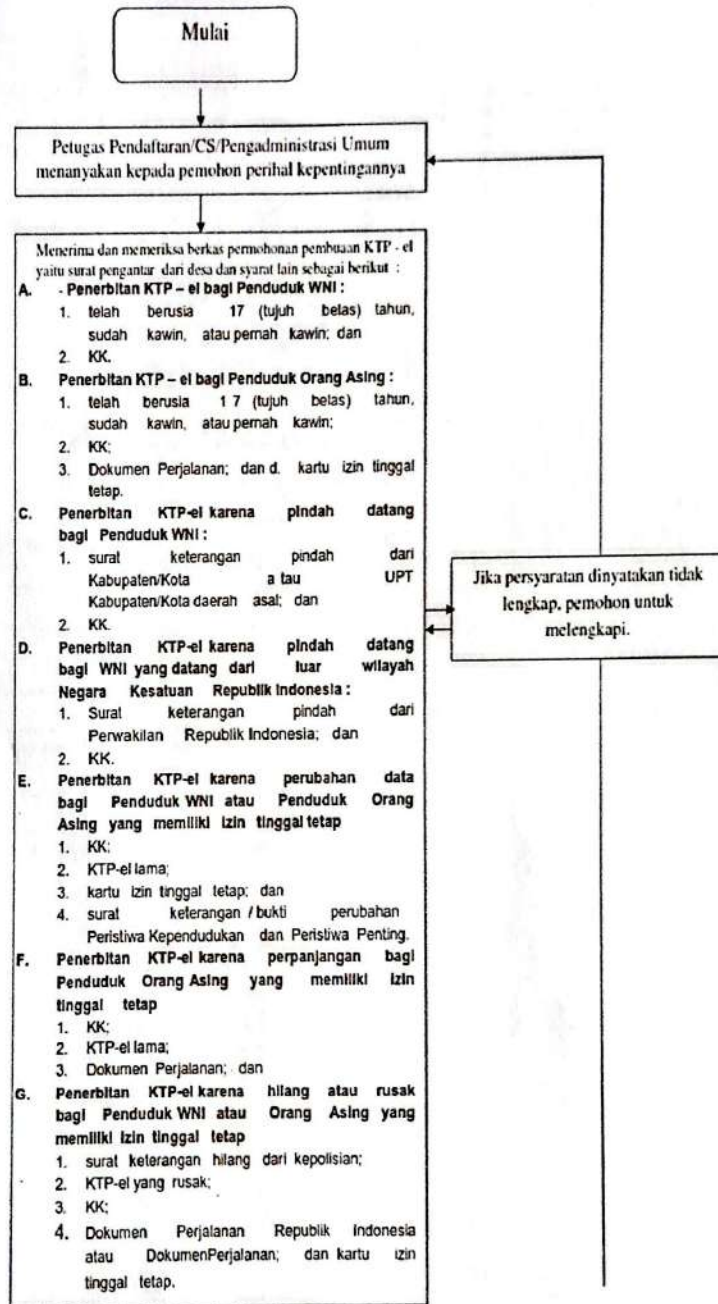 Mulai
Petugas Pendaftaran/CS/Pengadministrasi Umum
menanyakan kepada pemohon perihal kepentingannya
Menerima dan memeriksa berkas permohonan pembuaan KTP - el
yaitu surat pengantar dari desa dan syarat lain sebagai berikut :
A. - Penerbitan KTP – el bagi Penduduk WNI :
1. telah berusia 17 (tujuh belas) tahun,
sudah kawin, atau pernah kawin; dan
2. KK.
B. Penerbitan KTP – el bagi Penduduk Orang Asing :
1. telah berusia 1 7 (tujuh belas) tahun,
sudah kawin, atau pernah kawin;
2. KK;
3. Dokumen Perjalanan; dan d. kartu izin tinggal
tetap.
C. Penerbitan KTP-el karena pindah datang
bagi Penduduk WNI :
1. surat keterangan pindah dari
Kabupaten/Kota a tau UPT
Kabupaten/Kota daerah asal; dan
2. KK.
D. Penerbitan KTP-el karena pindah datang
bagi WNI yang datang dari luar wilayah
Negara Kesatuan Republik Indonesia :
1. Surat keterangan pindah dari
Perwakilan Republik Indonesia; dan
2. KK.
E. Penerbitan KTP-el karena perubahan data
bagi Penduduk WNI atau Penduduk Orang
Asing yang memiliki izin tinggal tetap
1. KK;
2. KTP-el lama;
3. kartu izin tinggal tetap; dan
4. surat keterangan / bukti perubahan
Peristiwa Kependudukan dan Peristiwa Penting.
F. Penerbitan KTP-el karena perpanjangan bagi
Penduduk Orang Asing yang memiliki izin
tinggal tetap
1. KK;
2. KTP-el lama;
3. Dokumen Perjalanan; dan
G. Penerbitan KTP-el karena hilang atau rusak
bagi Penduduk WNI atau Orang Asing yang
memiliki izin tinggal tetap
1. surat keterangan hilang dari kepolisian;
2. KTP-el yang rusak;
3. KK;
4. Dokumen Perjalanan Republik Indonesia
atau DokumenPerjalanan; dan kartu izin
tinggal tetap.
Jika persyaratan dinyatakan tidak
lengkap, pemohon untuk
melengkapi.